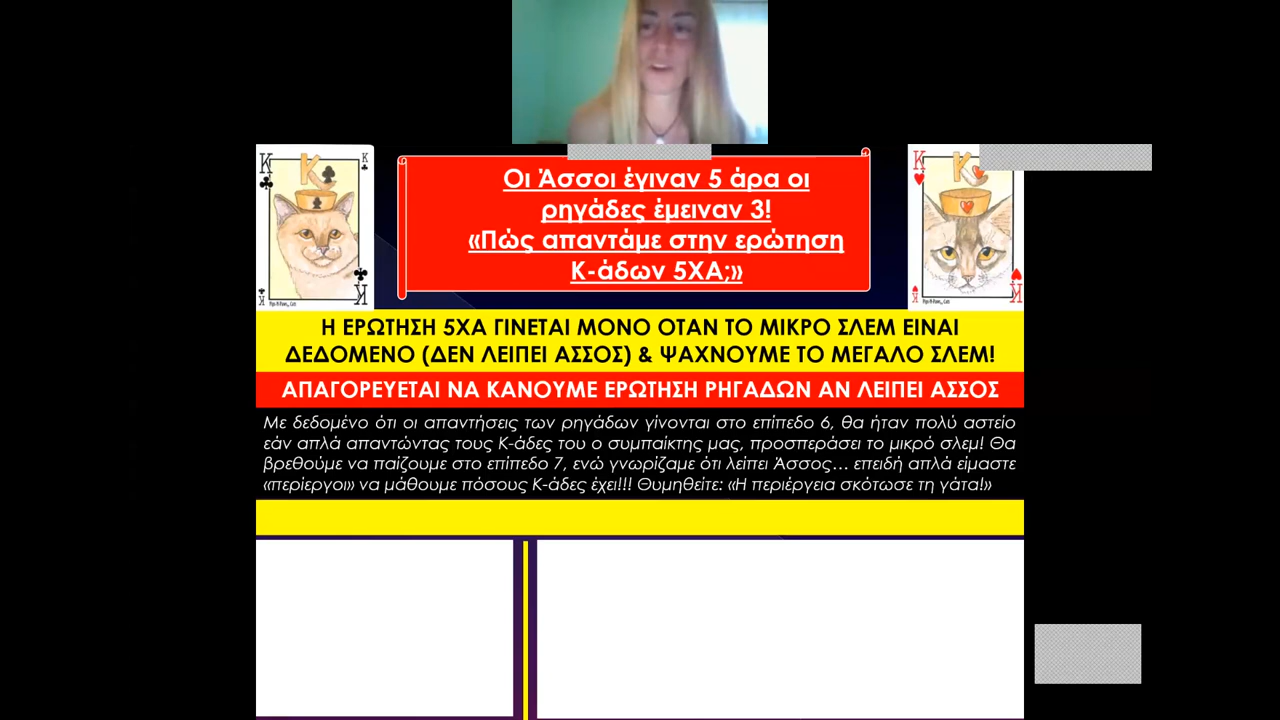 Οι Άσσοι έγιναν 5 άρα οι
ρηγάδες έμειναν 3!
«Πώς απαντάμε στην ερώτηση
Κ-άδων 5ΧΑ;»
Η ΕΡΩΤΗΣΗ 5ΧΑ ΓΙΝΕΤΑΙ ΜΟΝΟ ΟΤΑΝ ΤΟ ΜΙΚΡΟ ΣΛΕΜ ΕΙΝΑΙ
ΔΕΔΟΜΕΝΟ (ΔΕΝ ΛΕΙΠΕΙ ΑΣΣΟΣ) & ΨΑΧΝΟΥΜΕ ΤΟ ΜΕΓΑΛΟ ΣΛΕΜ!
ΑΠΑΓΟΡΕΥΕΤΑΙ ΝΑ ΚΑΝΟΥΜΕ ΕΡΩΤΗΣΗ ΡΗΓΑΔΩΝ ΑΝ ΛΕΙΠΕΙ ΑΣΣΟΣ
Με δεδομένο ότι οι απαντήσεις των ρηγάδων γίνονται στο επίπεδο 6, θα ήταν πολύ αστείο
εάν απλά απαντώντας τους Κ-άδες του ο συμπαίκτης μας, προσπεράσει το μικρό σλεμ! Θα
βρεθούμε να παίζουμε στο επίπεδο 7, ενώ γνωρίζαμε ότι λείπει Άσσος... επειδή απλά είμαστε
«περίεργοι» να μάθουμε πόσους Κ-άδες έχει!!! Θυμηθείτε: «Η περιέργεια σκότωσε τη γάτα!»
K
K
K
K
K
K
K
K